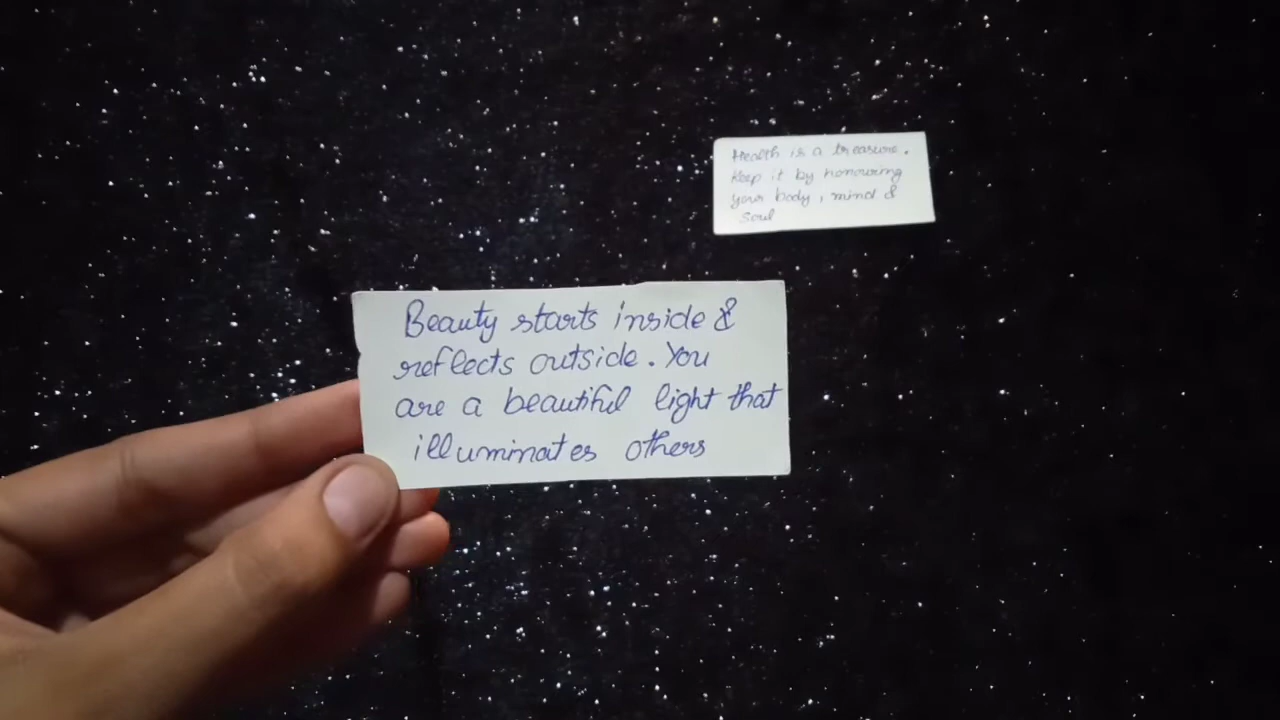 Health is a treasure.
Keep it by honouring
your body, mind &
soul
Beauty starts inside &
reflects outside. You
are a beautiful light that
illuminates others